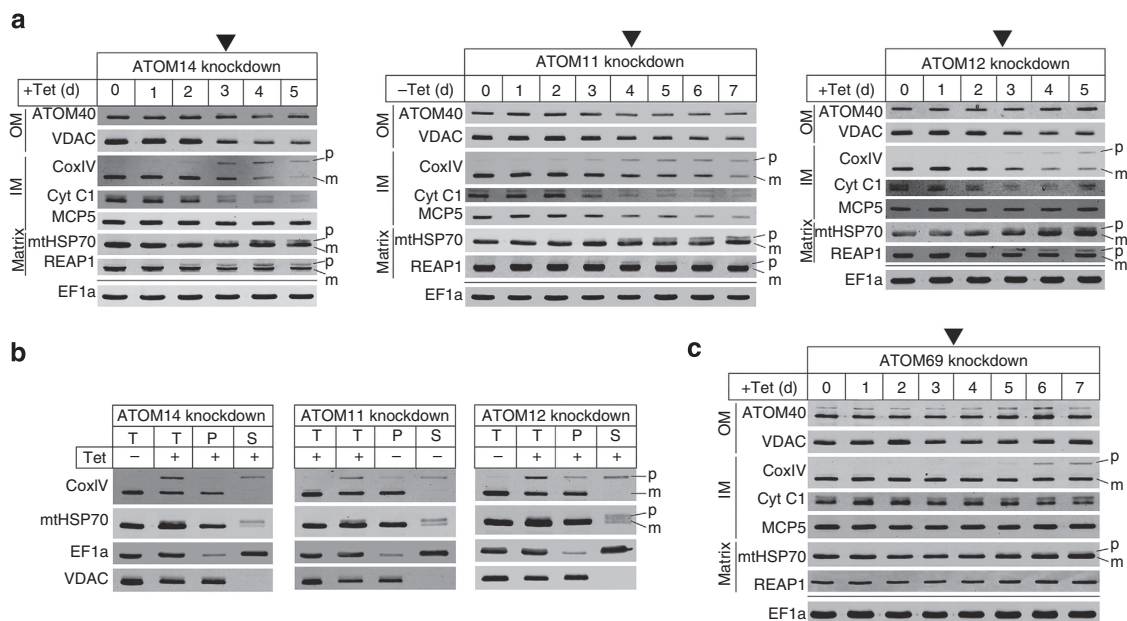 a
ATOM14 knockdown
+Tet (d) 0 1 2 3 4 5
OM
ATOM40
VDAC
IM
CoxIV p
m
Cyt C1
MCP5
Matrix
mtHSP70 p
m
REAP1 p
m
EF1a
ATOM11 knockdown
–Tet (d) 0 1 2 3 4 5 6 7
OM
ATOM40
VDAC
IM
CoxIV p
m
Cyt C1
MCP5
Matrix
mtHSP70 p
m
REAP1 p
m
EF1a
ATOM12 knockdown
+Tet (d) 0 1 2 3 4 5
OM
ATOM40
VDAC
IM
CoxIV p
m
Cyt C1
MCP5
Matrix
mtHSP70 p
m
REAP1 p
m
EF1a
b
ATOM14 knockdown ATOM11 knockdown ATOM12 knockdown
T T P S T T P S T T P S
Tet – + + + + + – – – + + +
CoxIV p
m
mtHSP70 p
m
EF1a
VDAC
c
ATOM69 knockdown
+Tet (d) 0 1 2 3 4 5 6 7
OM
ATOM40
VDAC
IM
CoxIV p
m
Cyt C1
MCP5
Matrix
mtHSP70 p
m
REAP1
EF1a